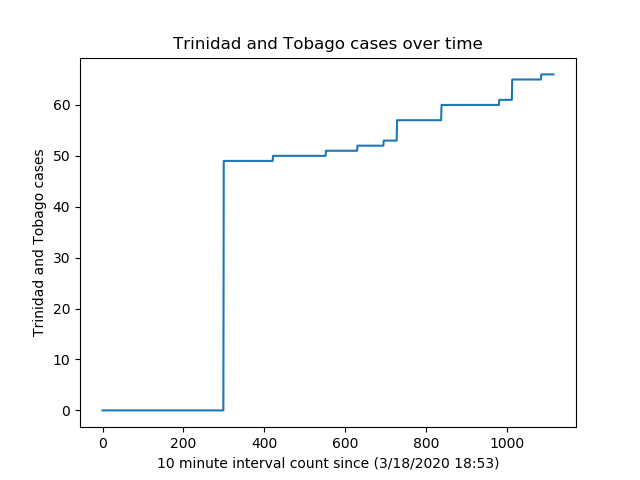 Trinidad and Tobago cases over time
Trinidad and Tobago cases
60
50
40
30
20
10
0
0 200 400 600 800 1000
10 minute interval count since (3/18/2020 18:53)